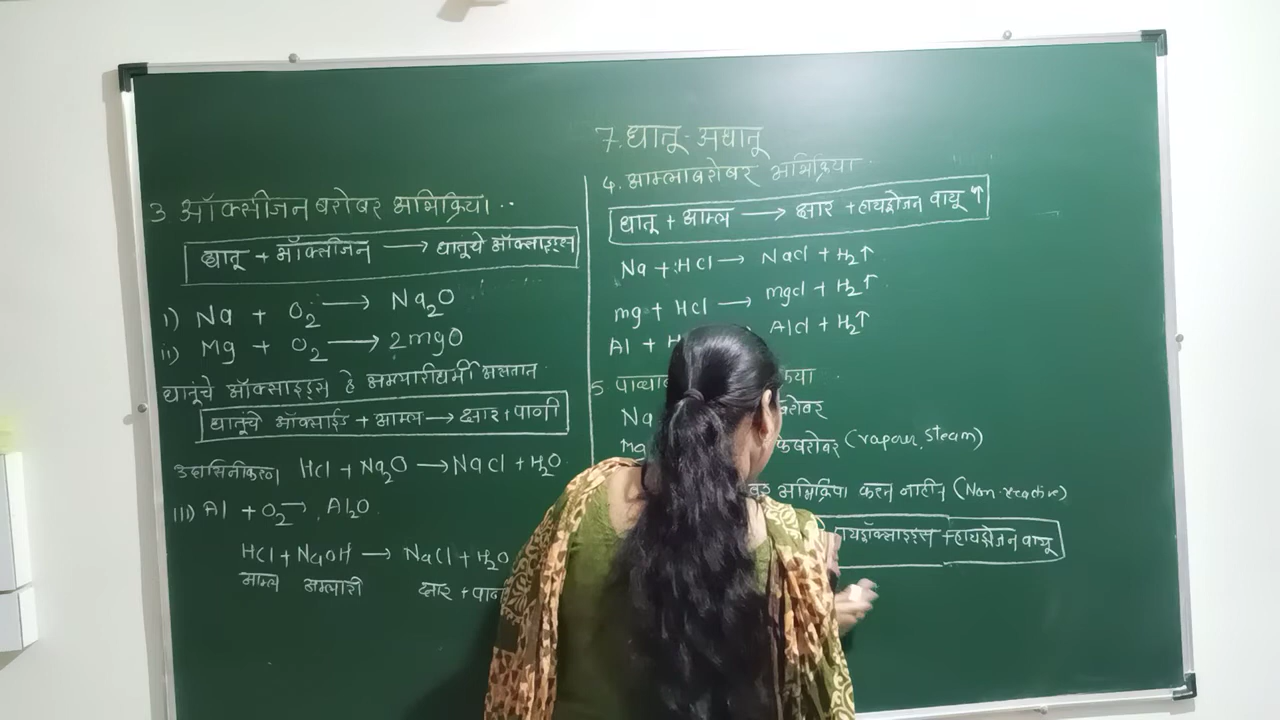 7. धातू - अधातू
3 ऑक्सीजन बरोबर अभिक्रिया..
धातू + ऑक्सीजन → धातूचे ऑक्साइड्स
i) Na + O₂ → Na₂O
ii) Mg + O₂ → 2mgO
धातूंचे ऑक्साइड्स हे अम्लारीधर्मी असतात.
धातूंचे ऑक्साईड + आम्ल → क्षार + पाणी
उदासिनीकरण HCl + Na₂O → NaCl + H₂O
III) Al + O₂ → Al₂O
HCl + NaOH → NaCl + H₂O
आम्ल अम्लारी क्षार +
4. आम्लाबरोबर अभिक्रिया
धातू + आम्ल → क्षार + हायड्रोजन वायू ↑
Na + HCl → Nacl + H₂↑
mg + HCl → mgcl + H₂↑
Al + Alcl + H₂↑
5
Na बरोबर
mg (vapour, steam)
अभिक्रिया करत नाहीत (Non-reactive)
हायड्रॉक्साइड्स + हायड्रोजन वायू